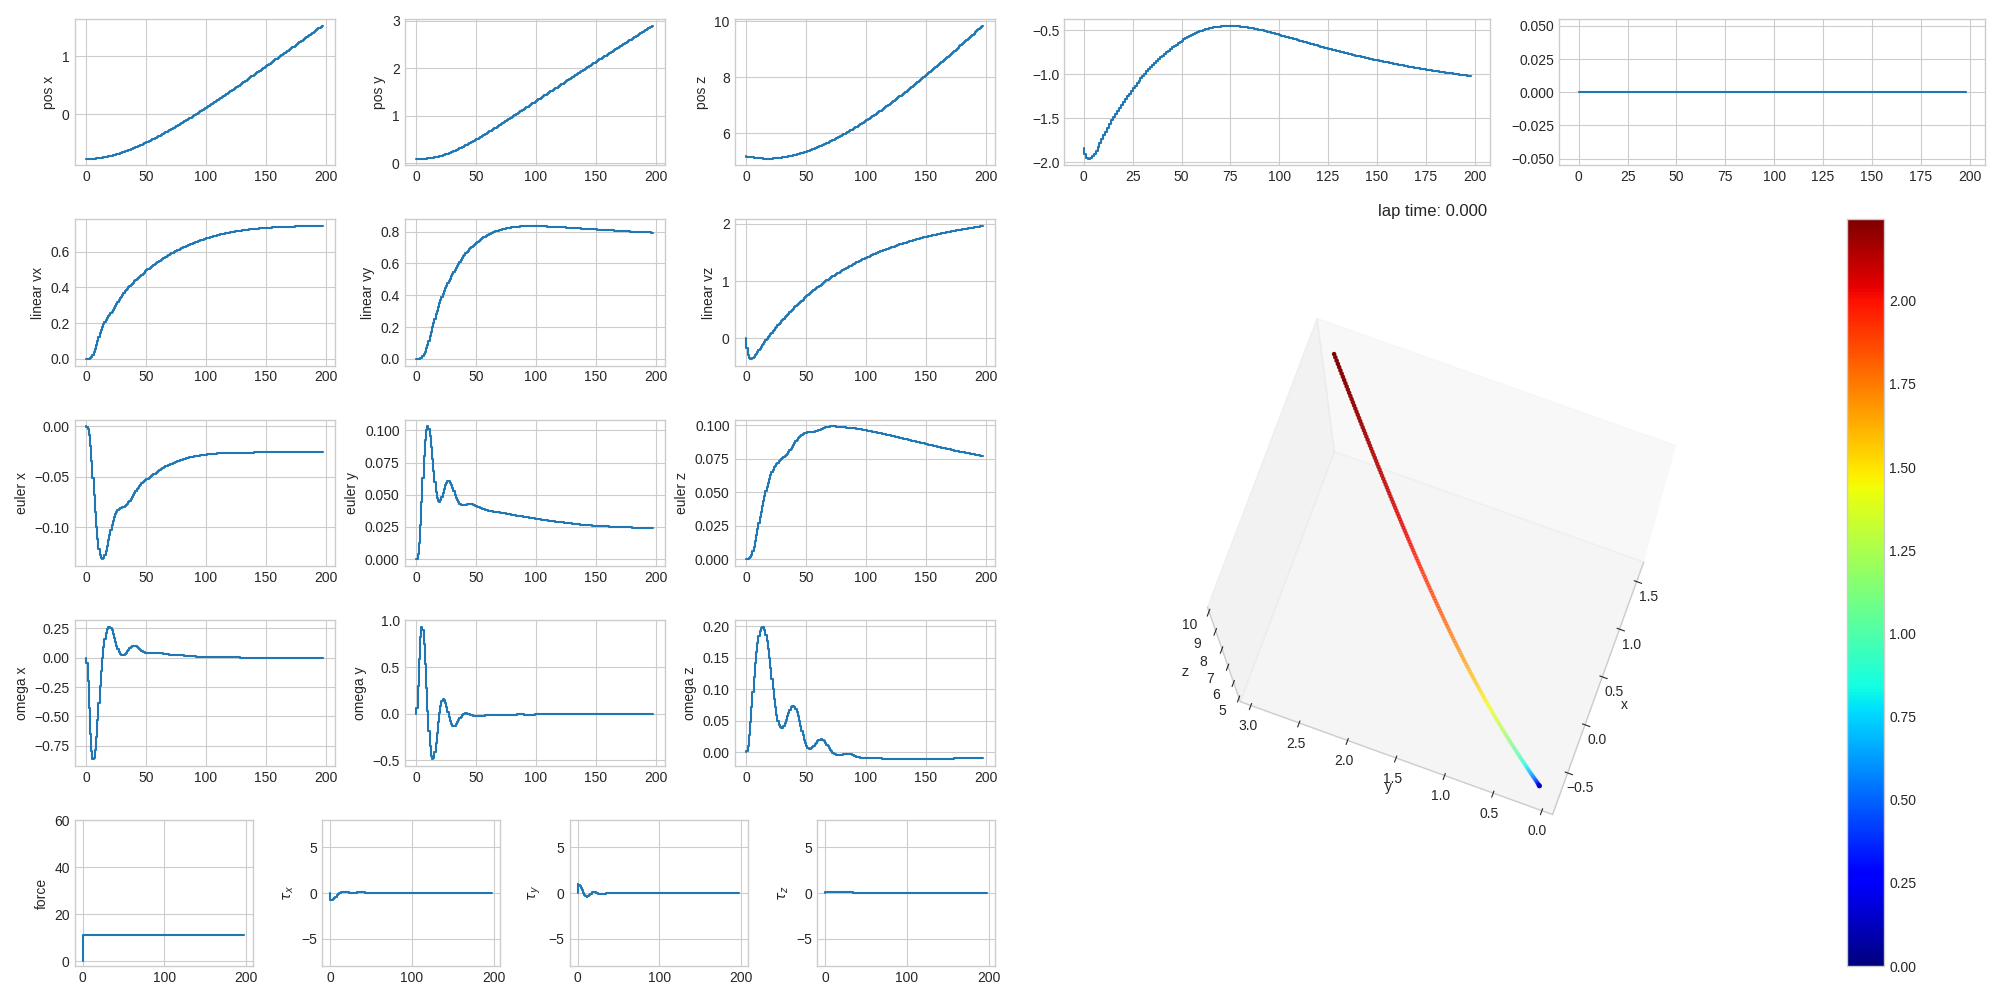 pos x
1
0
0 50 100 150 200
pos y
3
2
1
0
0 50 100 150 200
pos z
10
8
6
0 50 100 150 200
−0.5
−1.0
−1.5
−2.0
0 25 50 75 100 125 150 175 200
0.050
0.025
0.000
−0.025
−0.050
0 25 50 75 100 125 150 175 200
linear vx
0.6
0.4
0.2
0.0
0 50 100 150 200
linear vy
0.8
0.6
0.4
0.2
0.0
0 50 100 150 200
linear vz
2
1
0
0 50 100 150 200
lap time: 0.000
euler x
0.00
−0.05
−0.10
0 50 100 150 200
euler y
0.100
0.075
0.050
0.025
0.000
0 50 100 150 200
euler z
0.100
0.075
0.050
0.025
0.000
0 50 100 150 200
omega x
0.25
0.00
−0.25
−0.50
−0.75
0 50 100 150 200
omega y
1.0
0.5
0.0
−0.5
0 50 100 150 200
omega z
0.20
0.15
0.10
0.05
0.00
0 50 100 150 200
force
60
40
20
0
0 100 200
τx
5
0
−5
0 100 200
τy
5
0
−5
0 100 200
τz
5
0
−5
0 100 200
10
9
8
7
6
5
z
3.0
2.5
2.0
1.5
1.0
0.5
0.0
y
1.5
1.0
0.5
0.0
−0.5
x
2.00
1.75
1.50
1.25
1.00
0.75
0.50
0.25
0.00